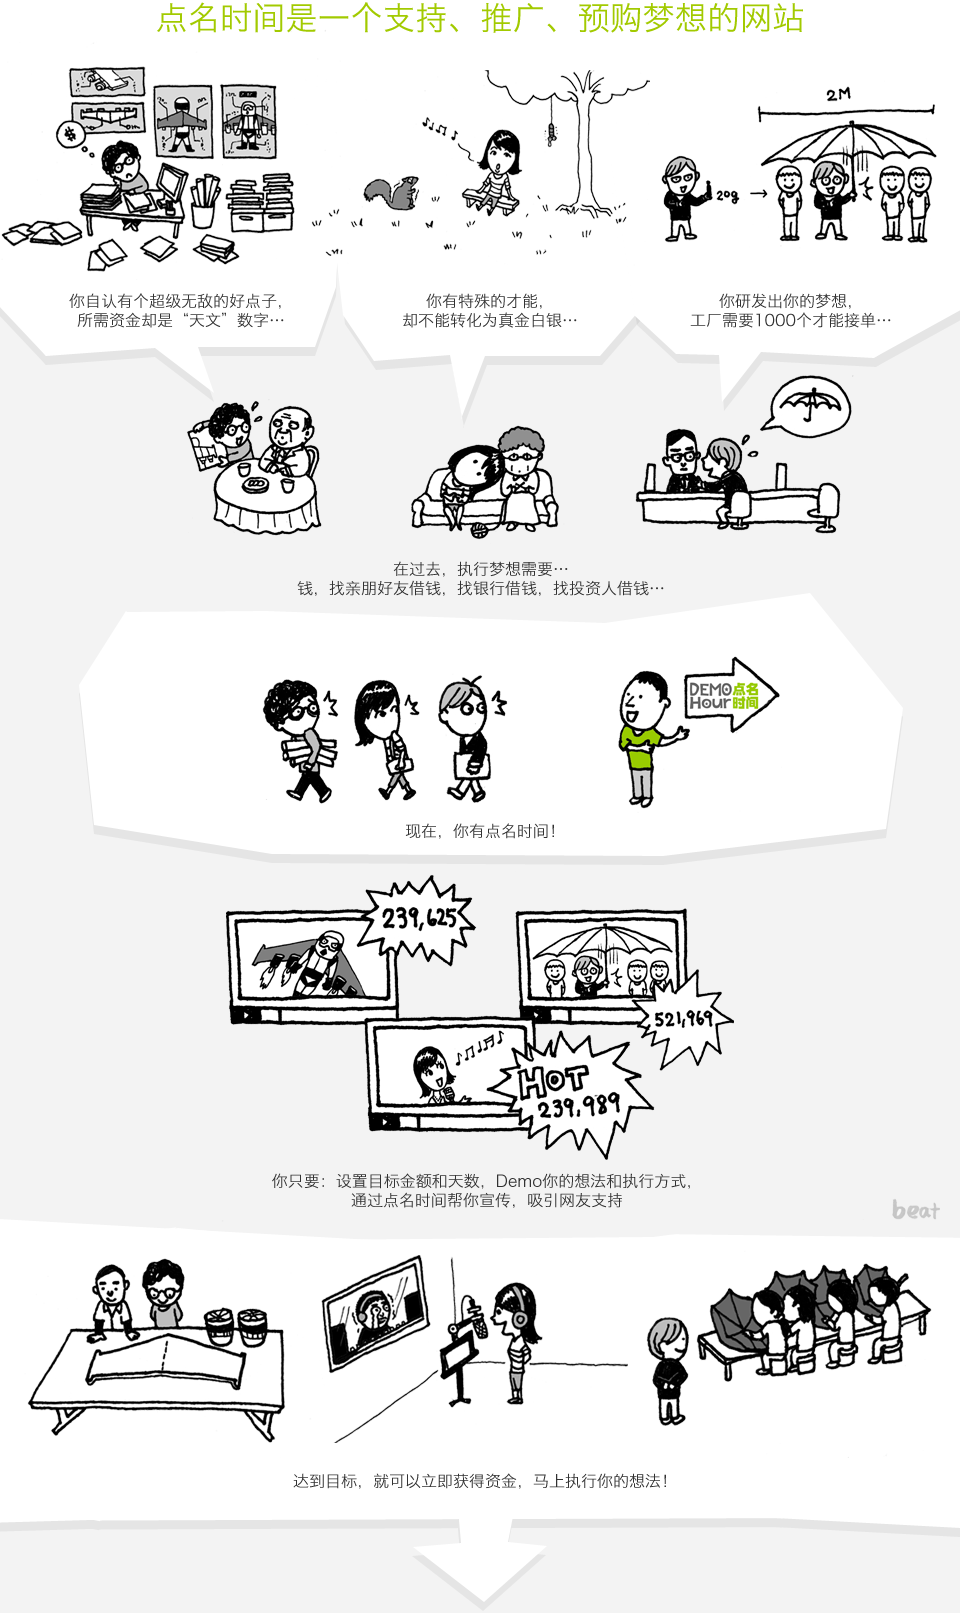 点名时间是一个支持、推广、预购梦想的网站
2M
20g
你自认有个超级无敌的好点子，
所需资金却是“天文”数字…
你有特殊的才能，
却不能转化为真金白银…
你研发出你的梦想，
工厂需要1000个才能接单…
在过去，执行梦想需要…
钱，找亲朋好友借钱，找银行借钱，找投资人借钱…
DEMO点名
HOUR时间
现在，你有点名时间！
239,625
521,969
HOT
239,989
你只要：设置目标金额和天数，Demo你的想法和执行方式，
通过点名时间帮你宣传，吸引网友支持
beat
达到目标，就可以立即获得资金，马上执行你的想法！